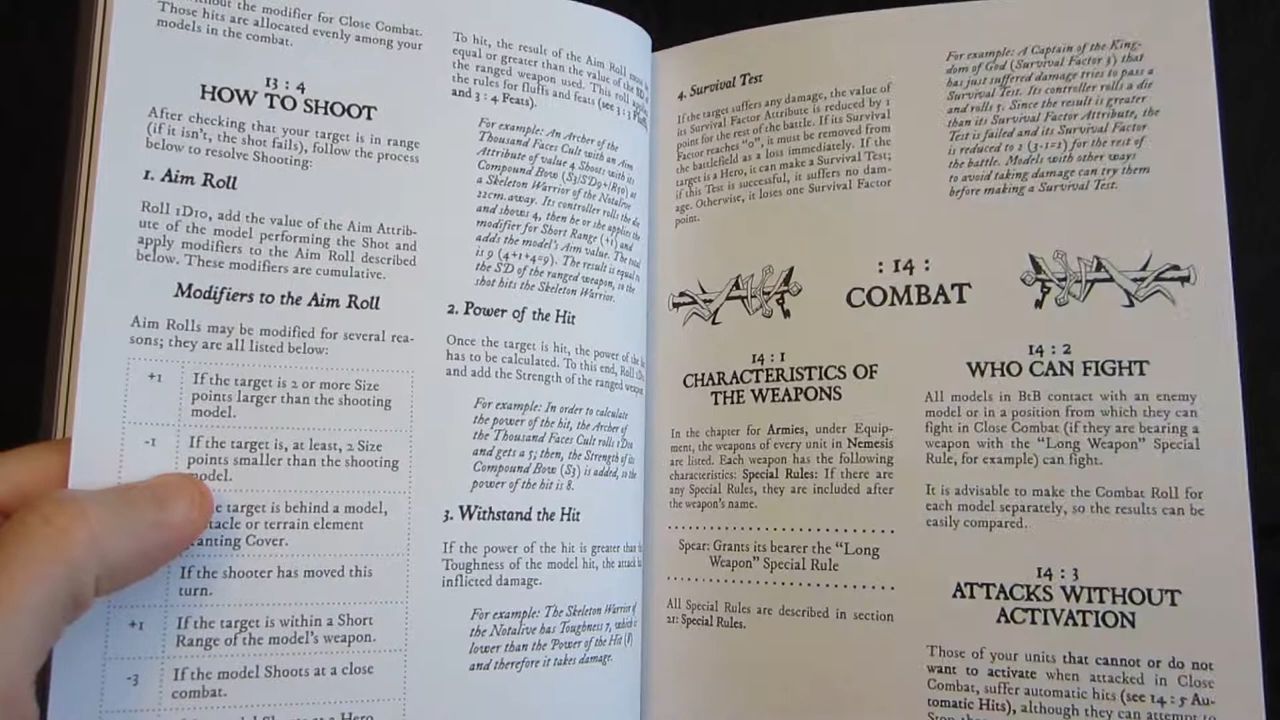 without the modifier for Close Combat.
Those hits are allocated evenly among your
models in the combat.
13 : 4
HOW TO SHOOT
After checking that your target is in range
(if it isn't, the shot fails), follow the process
below to resolve Shooting:
1. Aim Roll
Roll 1D10, add the value of the Aim Attrib-
ute of the model performing the Shot and
apply modifiers to the Aim Roll described
below. These modifiers are cumulative.
Modifiers to the Aim Roll
Aim Rolls may be modified for several rea-
sons; they are all listed below:
+1 If the target is 2 or more Size
points larger than the shooting
model.
-1 If the target is, at least, 2 Size
points smaller than the shooting
model.
target is behind a model,
or terrain element
Cover.
If the shooter has moved this
turn.
+1 If the target is within a Short
Range of the model's weapon.
-3 If the model Shoots at a close
combat.
a Hero
To hit, the result of the Aim Roll must
equal or greater than the value of the SD
the ranged weapon used. This roll
the rules for fluffs and feats (see 3 : 3
and 3 : 4 Feats).
For example: An Archer of the
Thousand Faces Cult with an Aim
Attribute of value 4 Shoots with its
Compound Bow (S3/SD9+/R30) at
a Skeleton Warrior of the Notalive
22cm. away. Its controller rolls the die
and shows 4, then he or she applies the
modifier for Short Range (+1) and
adds the model's Aim value. The total
is 9 (4+1+4=9). The result is equal to
the SD of the ranged weapon, so the
shot hits the Skeleton Warrior.
2. Power of the Hit
Once the target is hit, the power of the
has to be calculated. To this end, Roll
and add the Strength of the ranged weapon
For example: In order to calculate
the power of the hit, the Archer of
the Thousand Faces Cult rolls 1D10
and gets a 5; then, the Strength of its
Compound Bow (S3) is added, so the
power of the hit is 8.
3. Withstand the Hit
If the power of the hit is greater than
Toughness of the model hit, the attack
inflicted damage.
For example: The Skeleton Warrior of
the Notalive has Toughness 7, which is
lower than the Power of the Hit (8)
and therefore it takes damage.
4. Survival Test
If the target suffers any damage, the value of
its Survival Factor Attribute is reduced by 1
point for the rest of the battle. If its Survival
Factor reaches "0", it must be removed from
the battlefield as a loss immediately. If the
target is a Hero, it can make a Survival Test;
if this Test is successful, it suffers no dam-
age. Otherwise, it loses one Survival Factor
point.
For example: A Captain of the King-
dom of God (Survival Factor 3) that
has just suffered damage tries to pass a
Survival Test. Its controller rolls a die
and rolls 5. Since the result is greater
than its Survival Factor Attribute, the
Test is failed and its Survival Factor
is reduced to 2 (3-1=2) for the rest of
the battle. Models with other ways
to avoid taking damage can try them
before making a Survival Test.
: 14 :
COMBAT
14 : 1
CHARACTERISTICS OF
THE WEAPONS
In the chapter for Armies, under Equip-
ment, the weapons of every unit in Nemesis
are listed. Each weapon has the following
characteristics: Special Rules: If there are
any Special Rules, they are included after
the weapon's name.
Spear: Grants its bearer the "Long
Weapon" Special Rule
All Special Rules are described in section
21: Special Rules.
14 : 2
WHO CAN FIGHT
All models in BtB contact with an enemy
model or in a position from which they can
fight in Close Combat (if they are bearing a
weapon with the "Long Weapon" Special
Rule, for example) can fight.
It is advisable to make the Combat Roll for
each model separately, so the results can be
easily compared.
14 : 3
ATTACKS WITHOUT
ACTIVATION
Those of your units that cannot or do not
want to activate when attacked in Close
Combat, suffer automatic hits (see 14 : 5 Au-
tomatic Hits), although they can attempt to